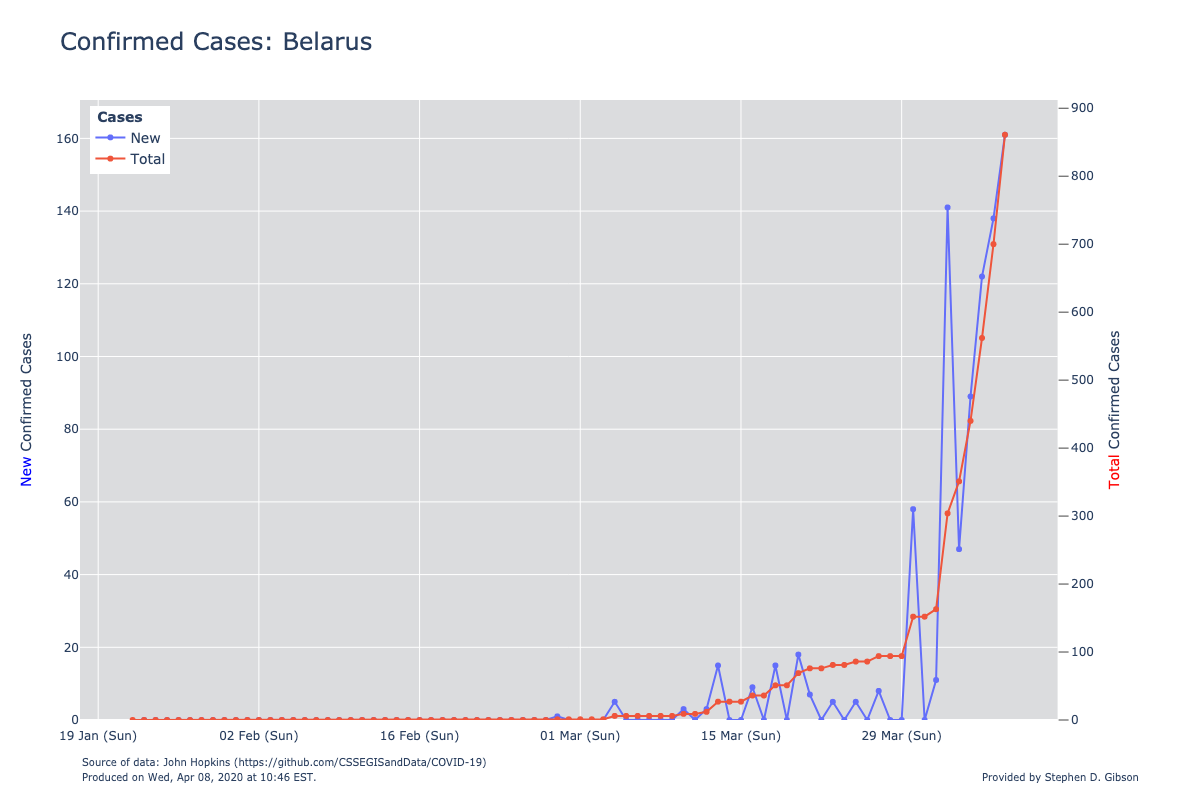 Confirmed Cases: Belarus
Cases
New
Total
160
140
120
100
80
60
40
20
0
900
800
700
600
500
400
300
200
100
0
New Confirmed Cases
Total Confirmed Cases
19 Jan (Sun) 02 Feb (Sun) 16 Feb (Sun) 01 Mar (Sun) 15 Mar (Sun) 29 Mar (Sun)
Source of data: John Hopkins (https://github.com/CSSEGISandData/COVID-19)
Produced on Wed, Apr 08, 2020 at 10:46 EST.
Provided by Stephen D. Gibson